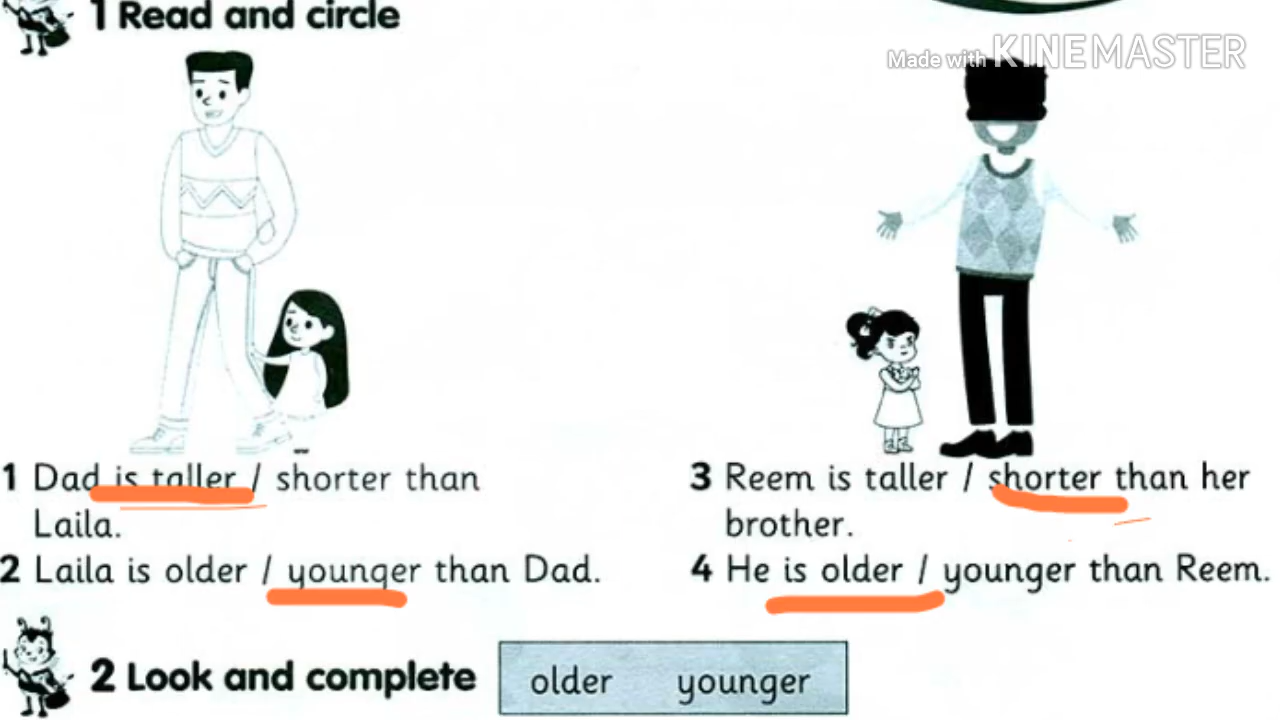 1 Read and circle
Made with KINEMASTER
1 Dad is taller / shorter than
Laila.
2 Laila is older / younger than Dad.
3 Reem is taller / shorter than her
brother.
4 He is older / younger than Reem.
2 Look and complete
older younger